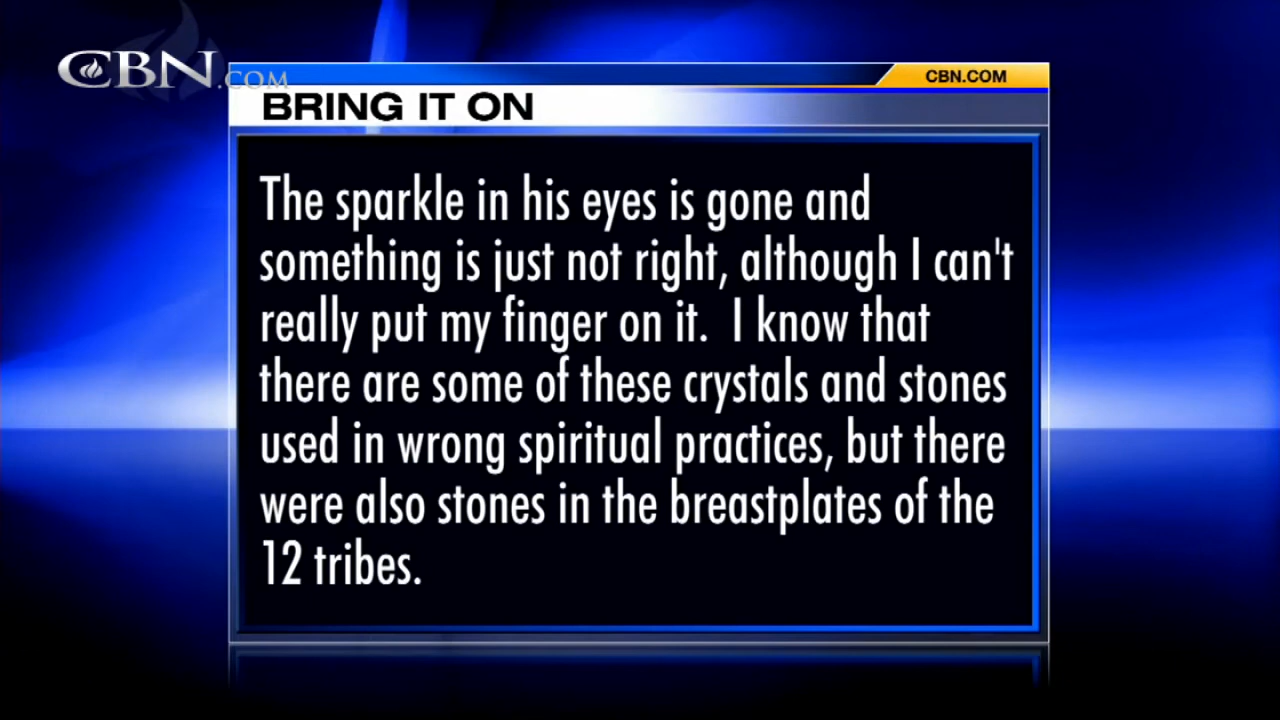 CBN.COM
CBN.COM
BRING IT ON
The sparkle in his eyes is gone and
something is just not right, although I can't
really put my finger on it.  I know that
there are some of these crystals and stones
used in wrong spiritual practices, but there
were also stones in the breastplates of the
12 tribes.